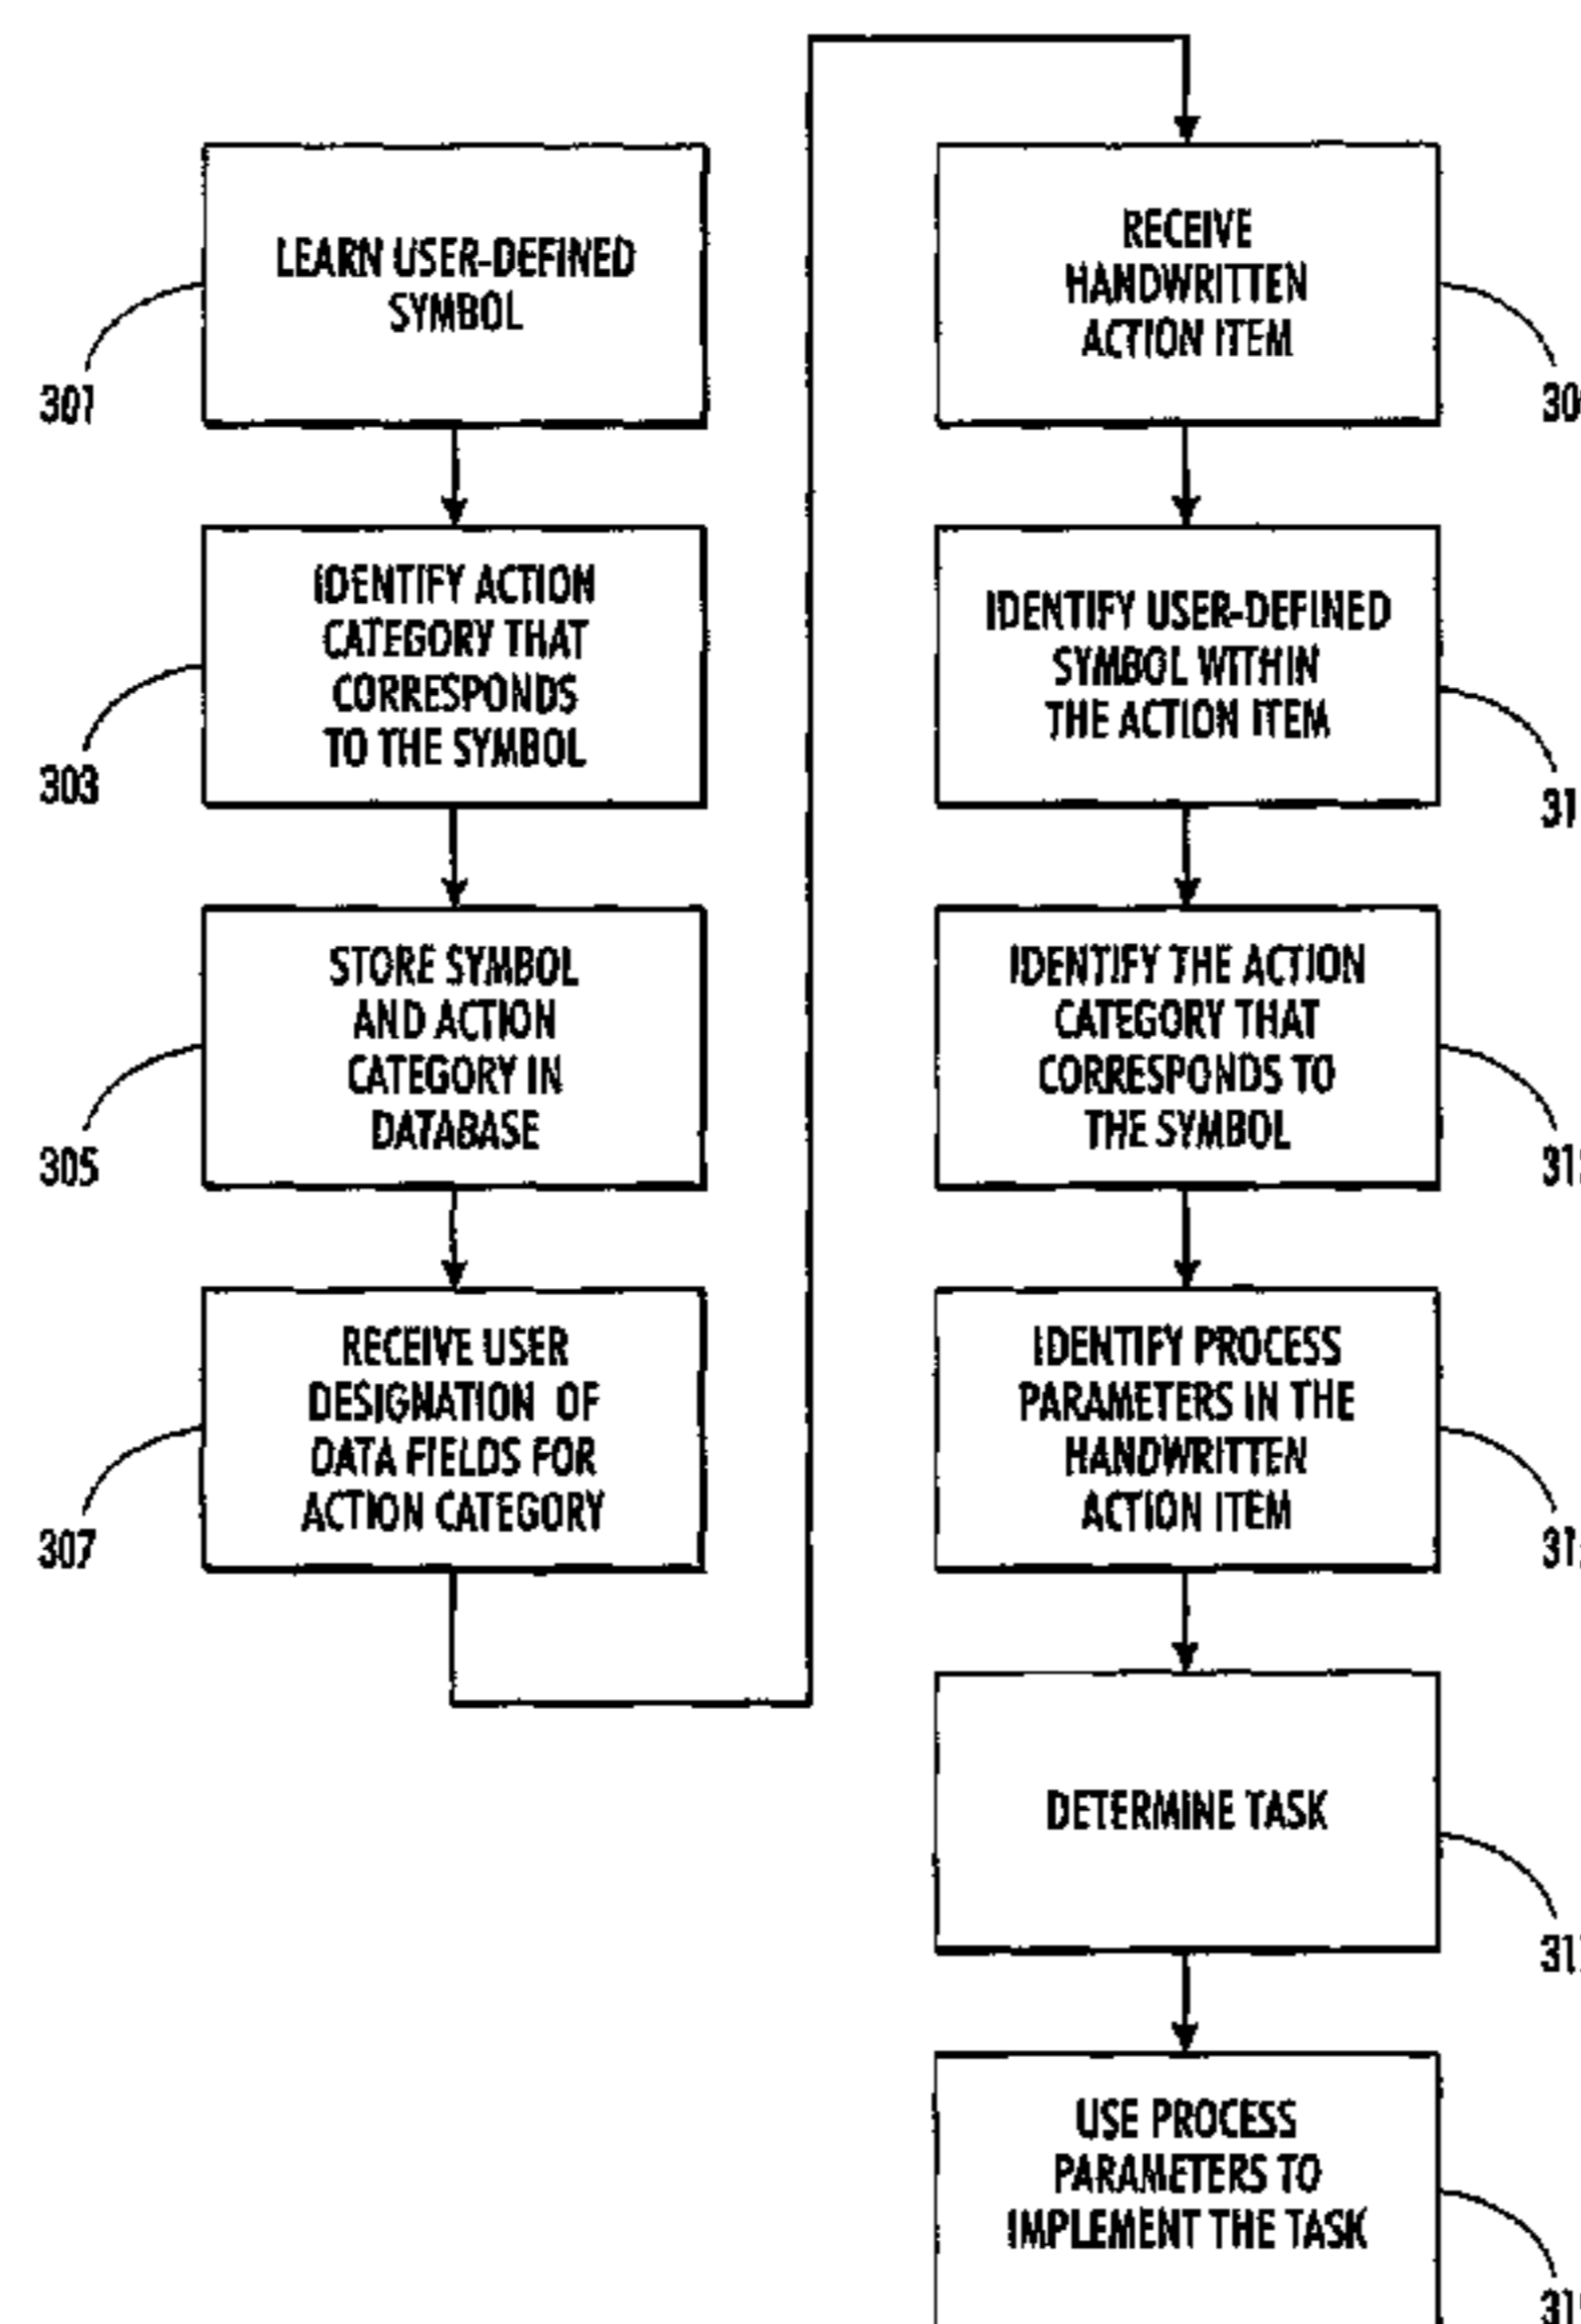 LEARN USER-DEFINED
SYMBOL
301
IDENTIFY ACTION
CATEGORY THAT
CORRESPONDS
TO THE SYMBOL
303
STORE SYMBOL
AND ACTION
CATEGORY IN
DATABASE
305
RECEIVE USER
DESIGNATION OF
DATA FIELDS FOR
ACTION CATEGORY
307
RECEIVE
HANDWRITTEN
ACTION ITEM
IDENTIFY USER-DEFINED
SYMBOL WITHIN
THE ACTION ITEM
IDENTIFY THE ACTION
CATEGORY THAT
CORRESPONDS TO
THE SYMBOL
IDENTIFY PROCESS
PARAMETERS IN THE
HANDWRITTEN
ACTION ITEM
DETERMINE TASK
USE PROCESS
PARAMETERS TO
IMPLEMENT THE TASK